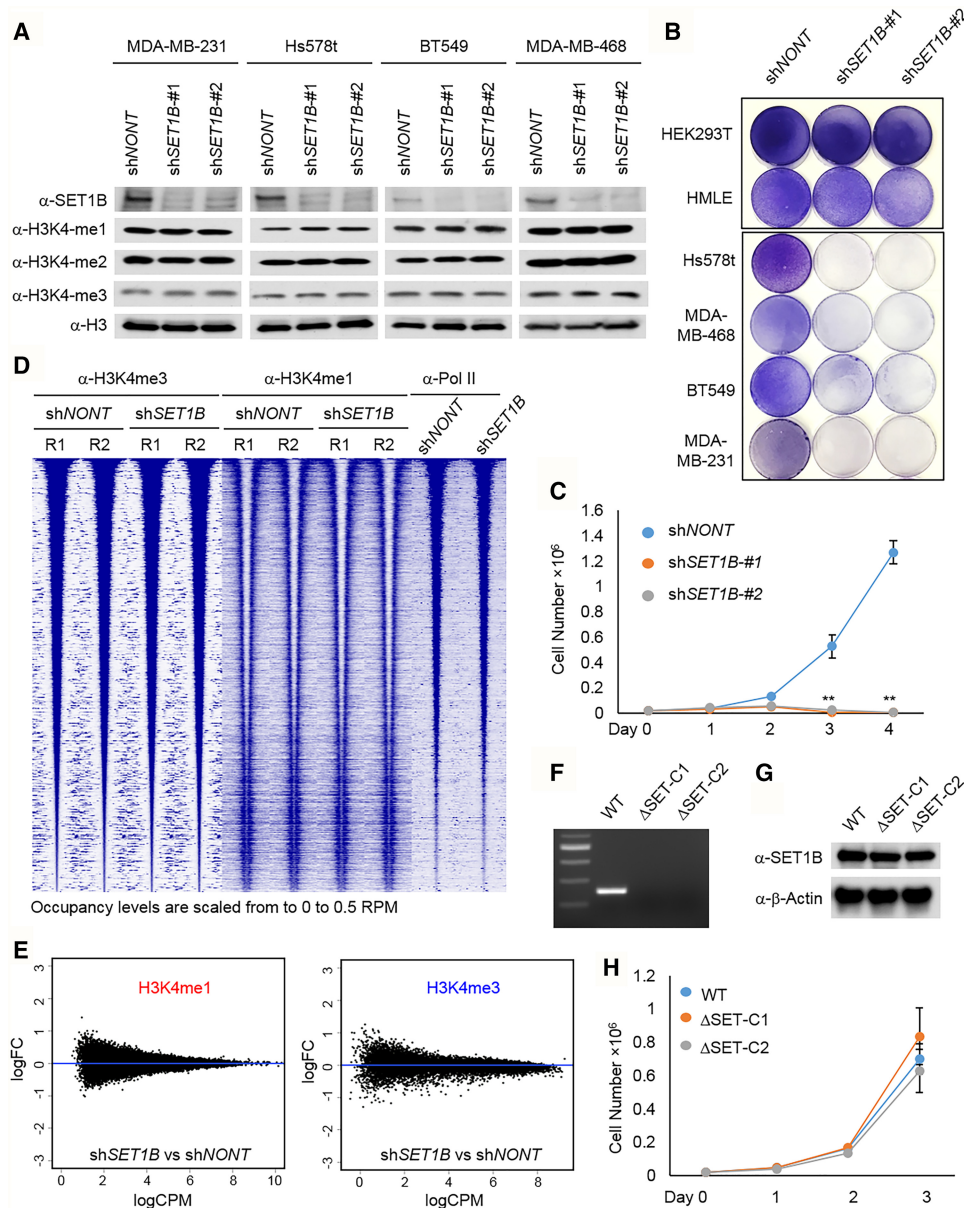 A
MDA-MB-231 Hs578t BT549 MDA-MB-468
shNONT shSET1B-#1 shSET1B-#2 shNONT shSET1B-#1 shSET1B-#2 shNONT shSET1B-#1 shSET1B-#2 shNONT shSET1B-#1 shSET1B-#2
α-SET1B
α-H3K4-me1
α-H3K4-me2
α-H3K4-me3
α-H3
B
shNONT shSET1B-#1 shSET1B-#2
HEK293T
HMLE
Hs578t
MDA-
MB-468
BT549
MDA-
MB-231
D
α-H3K4me3 α-H3K4me1 α-Pol II
shNONT shSET1B shNONT shSET1B shNONT shSET1B
R1 R2 R1 R2 R1 R2 R1 R2
Occupancy levels are scaled from to 0 to 0.5 RPM
C
Cell Number ×10⁶
1.6
1.4
1.2
1
0.8
0.6
0.4
0.2
0
shNONT
shSET1B-#1
shSET1B-#2
** **
Day 0 1 2 3 4
F
WT ΔSET-C1 ΔSET-C2
G
WT ΔSET-C1 ΔSET-C2
α-SET1B
α-β-Actin
E
logFC
3
2
1
0
-1
-2
-3
H3K4me1
shSET1B vs shNONT
0 2 4 6 8 10
logCPM
3
2
1
0
-1
-2
-3
H3K4me3
shSET1B vs shNONT
0 2 4 6 8
logCPM
H
Cell Number ×10⁶
1.2
1
0.8
0.6
0.4
0.2
0
WT
ΔSET-C1
ΔSET-C2
Day 0 1 2 3